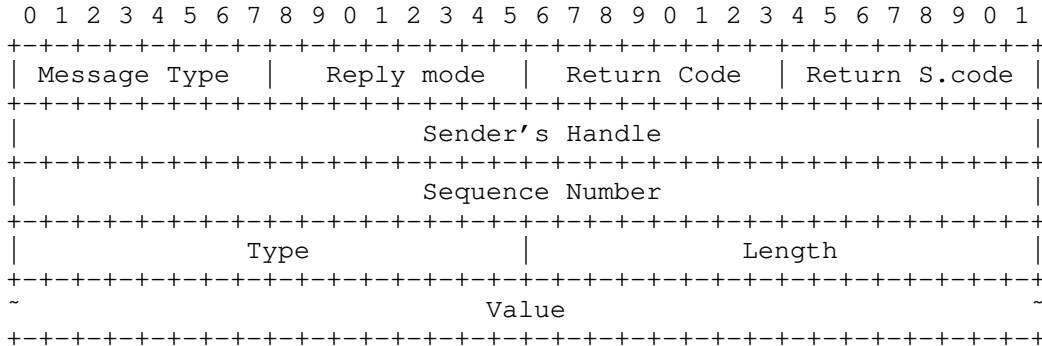 0 1 2 3 4 5 6 7 8 9 0 1 2 3 4 5 6 7 8 9 0 1 2 3 4 5 6 7 8 9 0 1
+-+-+-+-+-+-+-+-+-+-+-+-+-+-+-+-+-+-+-+-+-+-+-+-+-+-+-+-+-+-+-+-+
| Message Type | Reply mode | Return Code | Return S.code |
+-+-+-+-+-+-+-+-+-+-+-+-+-+-+-+-+-+-+-+-+-+-+-+-+-+-+-+-+-+-+-+-+
| Sender’s Handle |
+-+-+-+-+-+-+-+-+-+-+-+-+-+-+-+-+-+-+-+-+-+-+-+-+-+-+-+-+-+-+-+-+
| Sequence Number |
+-+-+-+-+-+-+-+-+-+-+-+-+-+-+-+-+-+-+-+-+-+-+-+-+-+-+-+-+-+-+-+-+
| Type | Length |
+-+-+-+-+-+-+-+-+-+-+-+-+-+-+-+-+-+-+-+-+-+-+-+-+-+-+-+-+-+-+-+-+
~ Value ~
+-+-+-+-+-+-+-+-+-+-+-+-+-+-+-+-+-+-+-+-+-+-+-+-+-+-+-+-+-+-+-+-+